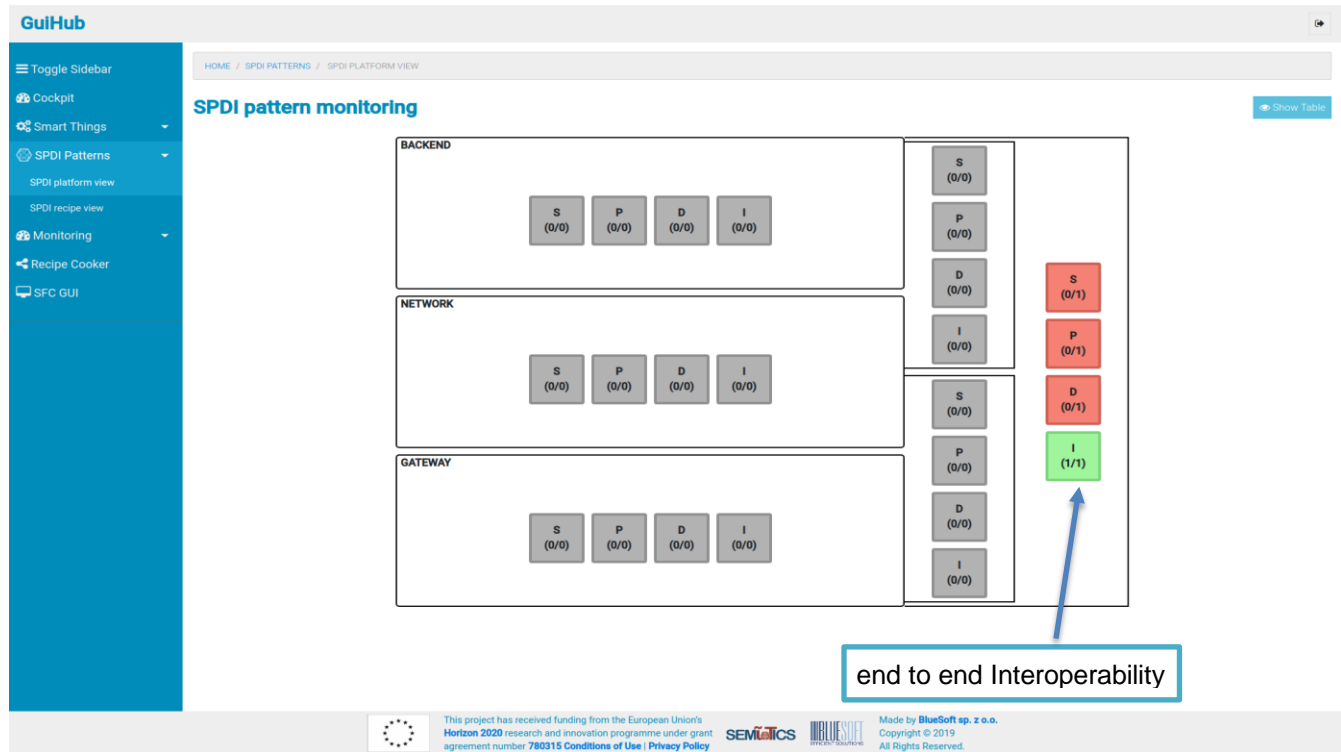 GuiHub
Toggle Sidebar
Cockpit
Smart Things
SPDI Patterns
SPDI platform view
SPDI recipe view
Monitoring
Recipe Cooker
SFC GUI
HOME / SPDI PATTERNS / SPDI PLATFORM VIEW
SPDI pattern monitoring
Show Table
BACKEND
S
(0/0)
P
(0/0)
D
(0/0)
I
(0/0)
NETWORK
S
(0/0)
P
(0/0)
D
(0/0)
I
(0/0)
GATEWAY
S
(0/0)
P
(0/0)
D
(0/0)
I
(0/0)
S
(0/0)
P
(0/0)
D
(0/0)
I
(0/0)
S
(0/0)
P
(0/0)
D
(0/0)
I
(0/0)
S
(0/1)
P
(0/1)
D
(0/1)
I
(1/1)
end to end Interoperability
This project has received funding from the European Union's
Horizon 2020 research and innovation programme under grant
agreement number 780315 Conditions of Use | Privacy Policy
SEMIoTICS
BLUESOFT
EFFICIENT SOLUTIONS
Made by BlueSoft sp. z o.o.
Copyright © 2019
All Rights Reserved.